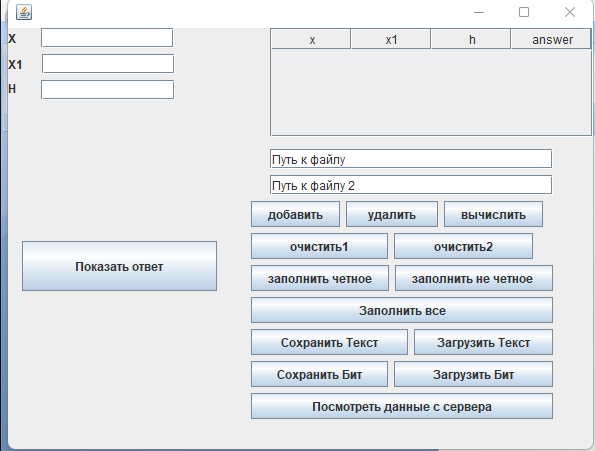 X
X1
H
x x1 h answer
Путь к файлу
Путь к файлу 2
добавить удалить вычислить
очистить1 очистить2
Показать ответ
заполнить четное заполнить не четное
Заполнить все
Сохранить Текст Загрузить Текст
Сохранить Бит Загрузить Бит
Посмотреть данные с сервера